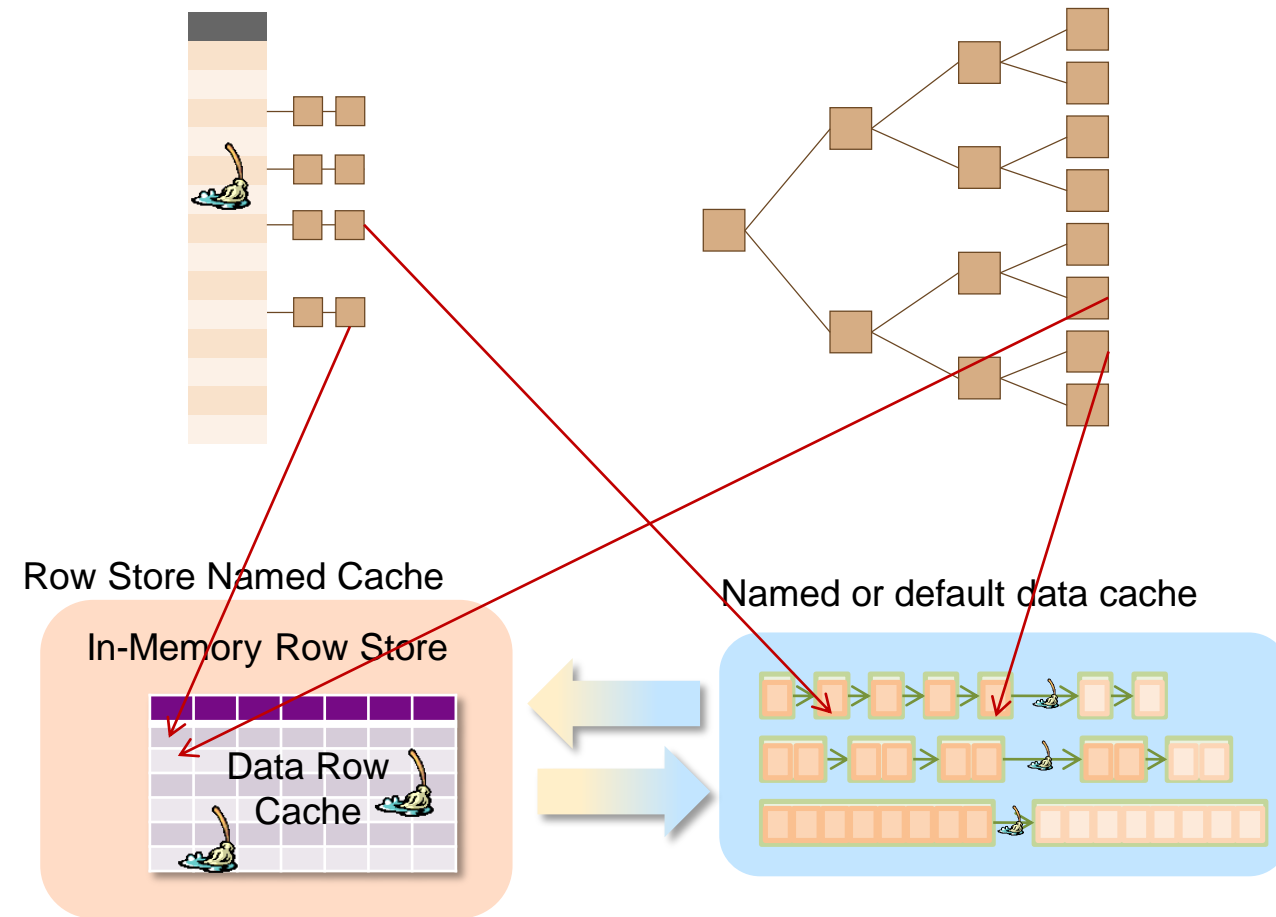 Row Store Named Cache
In-Memory Row Store
Data Row
Cache
Named or default data cache